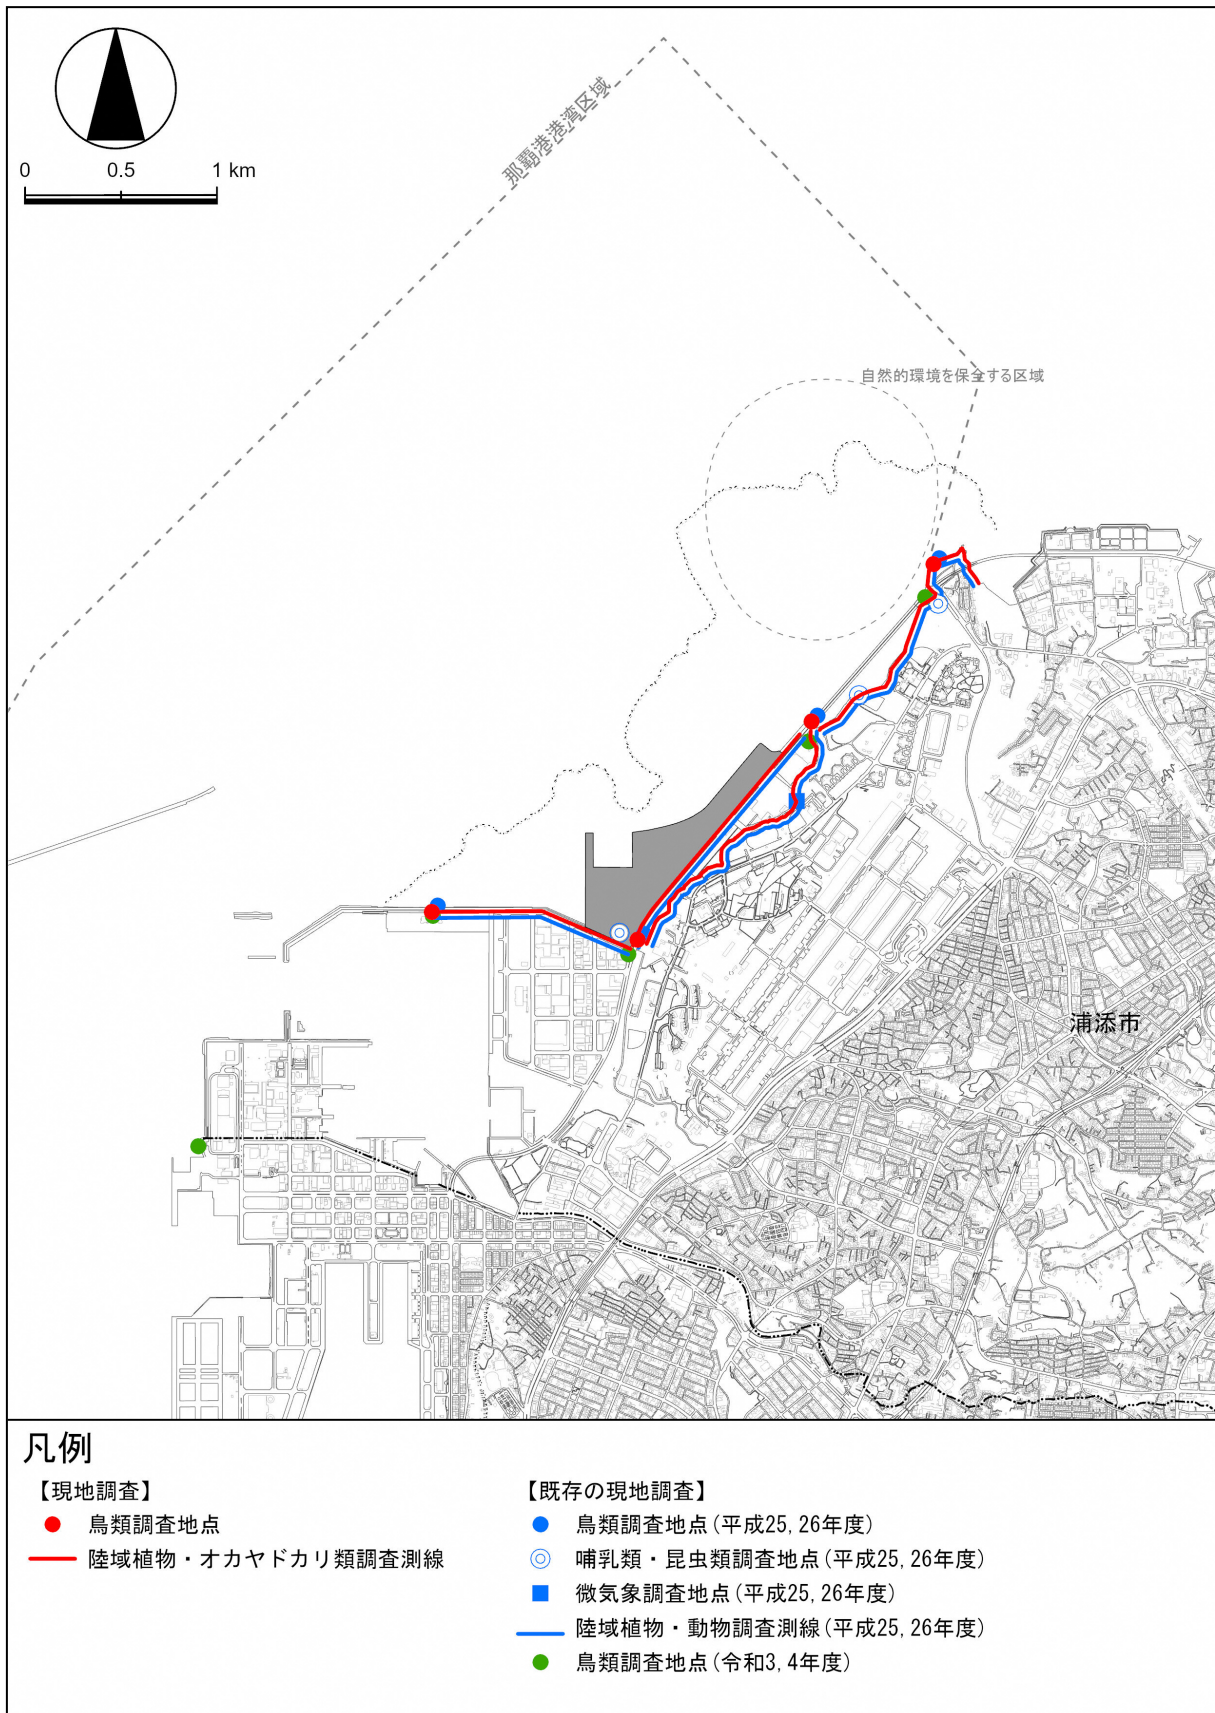 0 0.5 1 km
那覇港港湾区域
自然的環境を保全する区域
浦添市
凡例
【現地調査】
鳥類調査地点
陸域植物・オカヤドカリ類調査測線
【既存の現地調査】
鳥類調査地点(平成25,26年度)
哺乳類・昆虫類調査地点(平成25,26年度)
微気象調査地点(平成25,26年度)
陸域植物・動物調査測線(平成25,26年度)
鳥類調査地点(令和3,4年度)